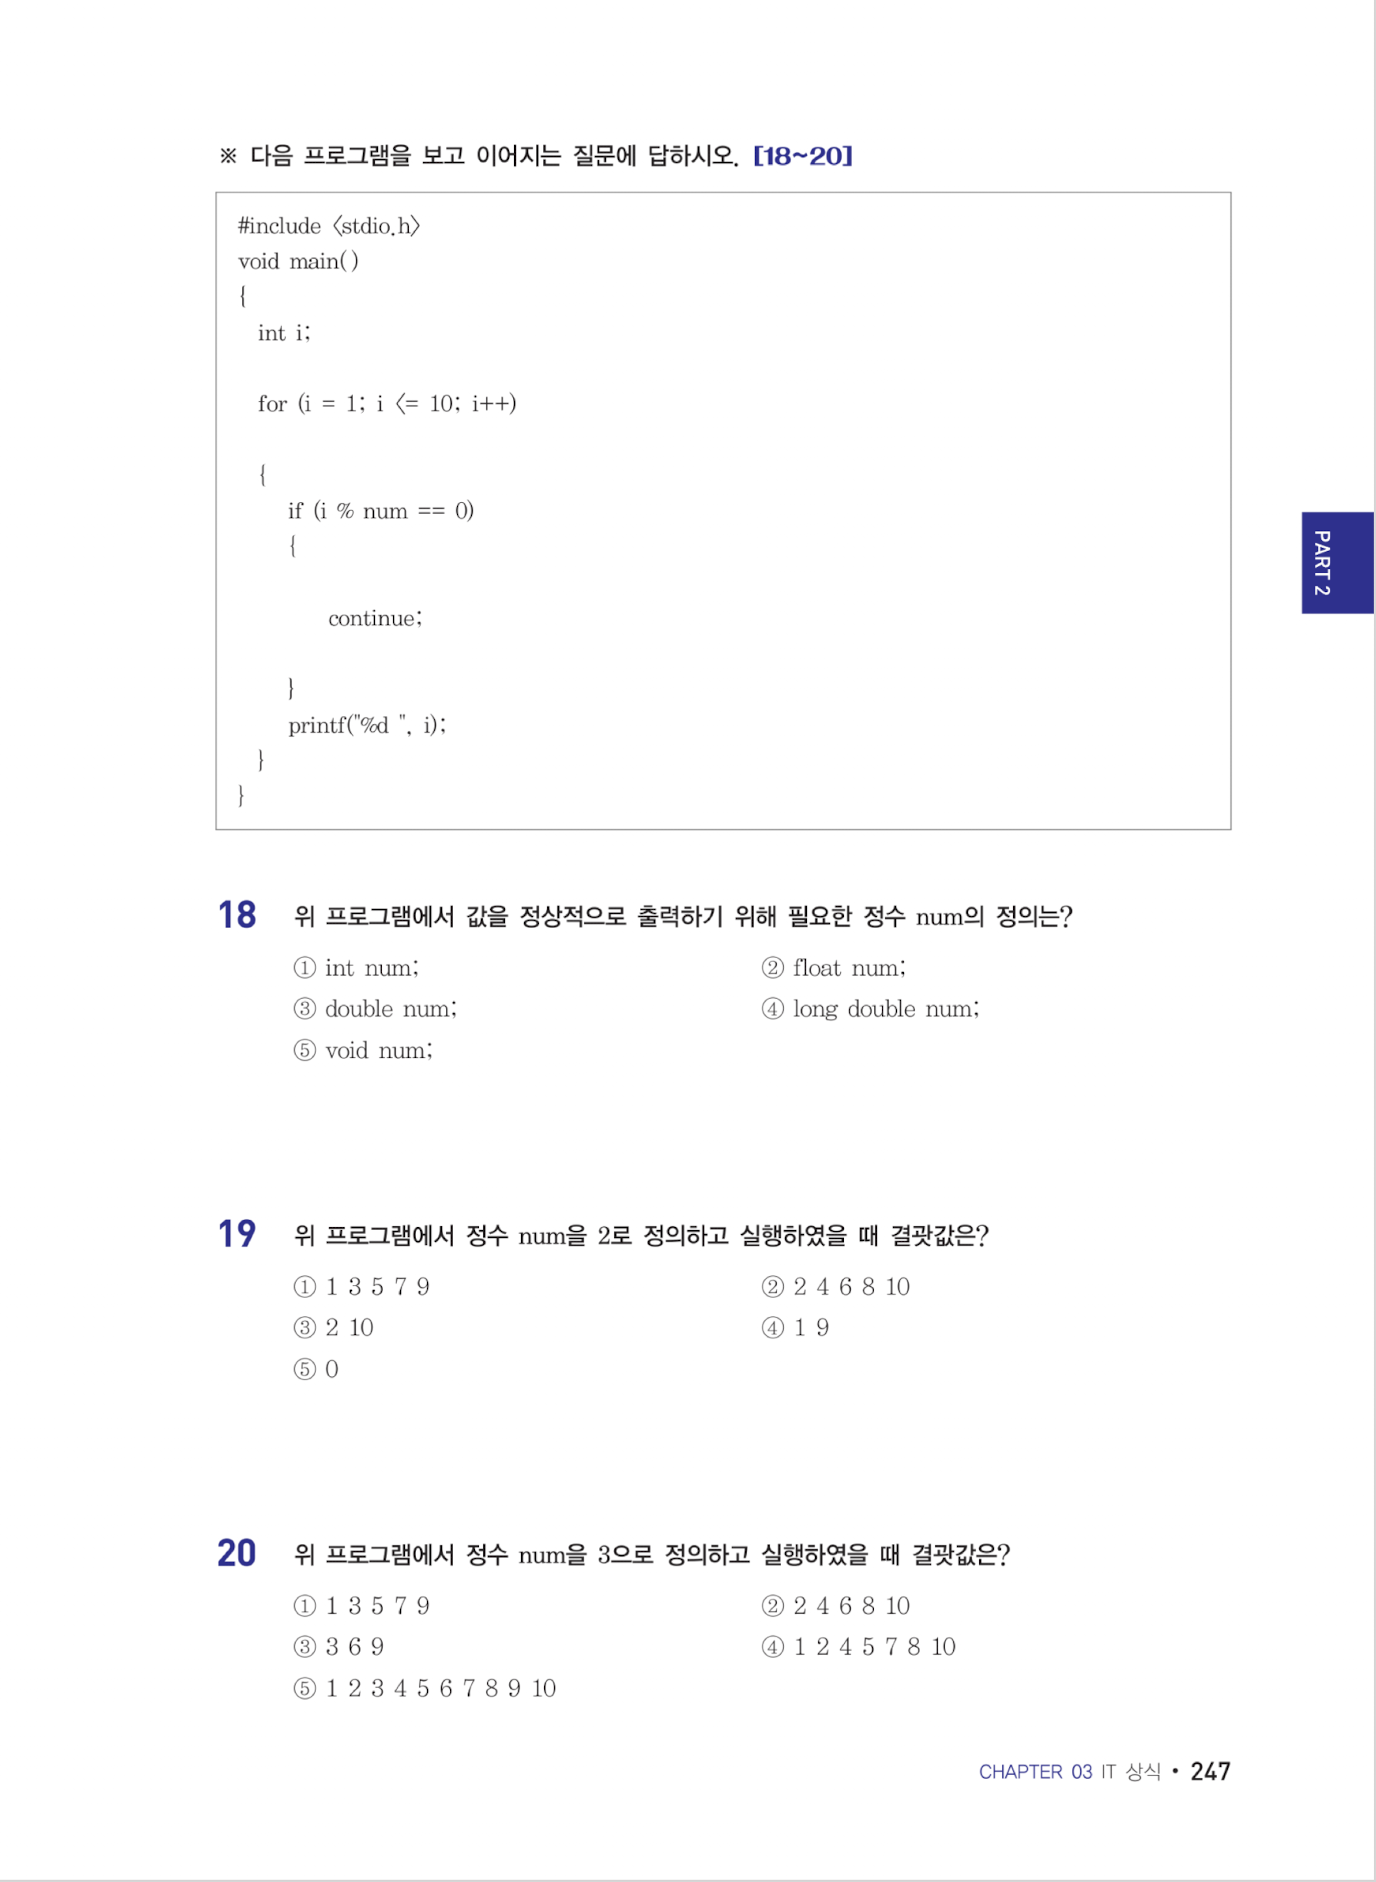 ※ 다음 프로그램을 보고 이어지는 질문에 답하시오. [18~20]
#include 〈stdio.h〉
void main( )
{
int i;
for (i = 1; i 〈= 10; i++)
{
if (i % num == 0)
{
continue;
}
printf("%d ", i);
}
}
PART 2
18 위 프로그램에서 값을 정상적으로 출력하기 위해 필요한 정수 num의 정의는?
① int num; ② float num;
③ double num; ④ long double num;
⑤ void num;
19 위 프로그램에서 정수 num을 2로 정의하고 실행하였을 때 결괏값은?
① 1 3 5 7 9 ② 2 4 6 8 10
③ 2 10 ④ 1 9
⑤ 0
20 위 프로그램에서 정수 num을 3으로 정의하고 실행하였을 때 결괏값은?
① 1 3 5 7 9 ② 2 4 6 8 10
③ 3 6 9 ④ 1 2 4 5 7 8 10
⑤ 1 2 3 4 5 6 7 8 9 10
CHAPTER 03 IT 상식 • 247